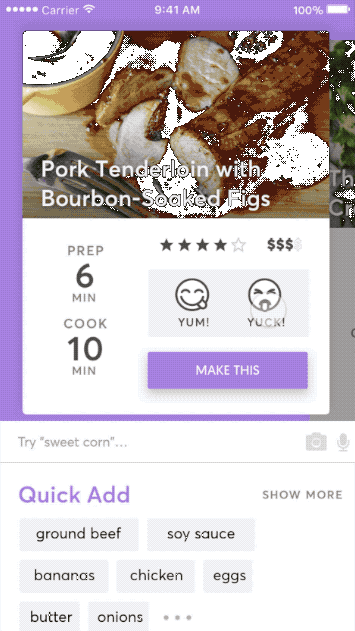 Carrier 9:41 AM 100%
Pork Tenderloin with
Bourbon-Soaked Figs
PREP
6
MIN
COOK
10
MIN
$$$$
YUM!
YUCK!
MAKE THIS
Try "sweet corn"...
Quick Add
SHOW MORE
ground beef
soy sauce
bananas
chicken
eggs
butter
onions